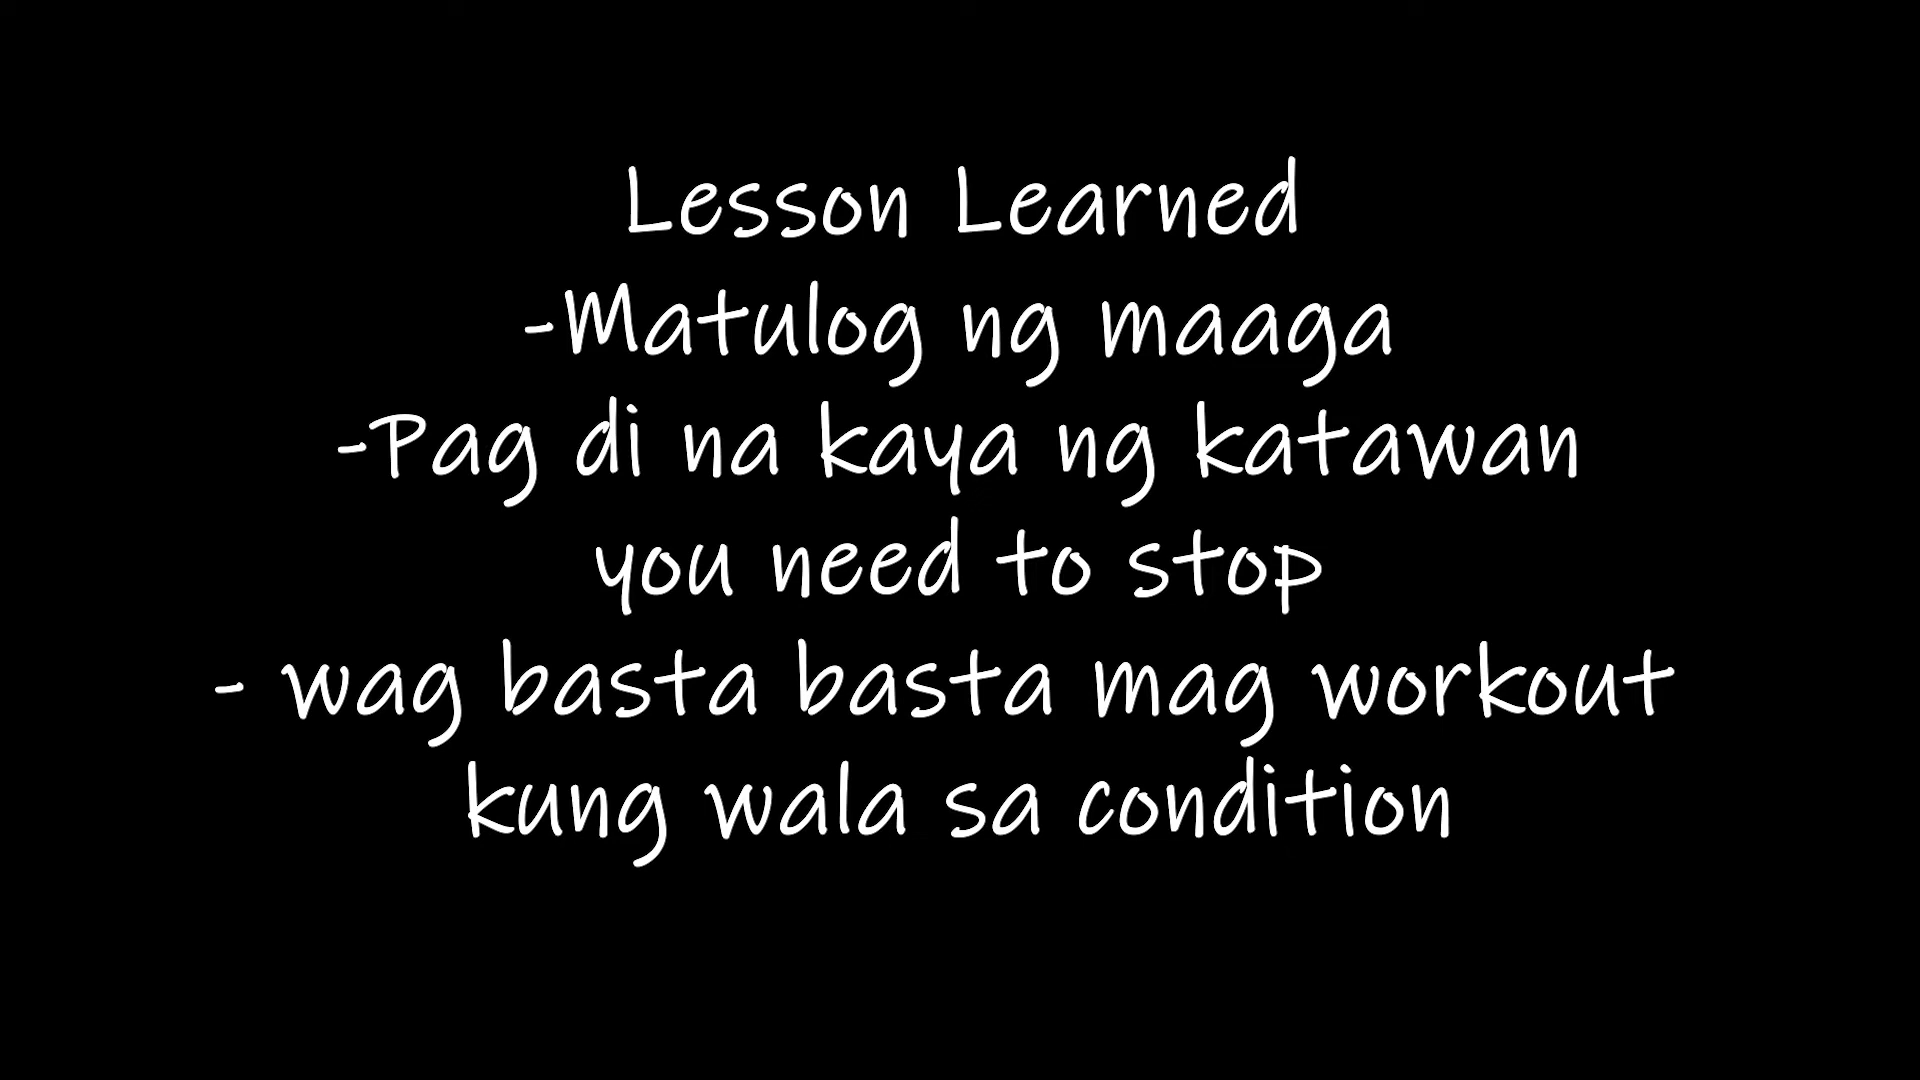 Lesson Learned
-Matulog ng maaga
-Pag di na kaya ng katawan
you need to stop
- wag basta basta mag workout
kung wala sa condition